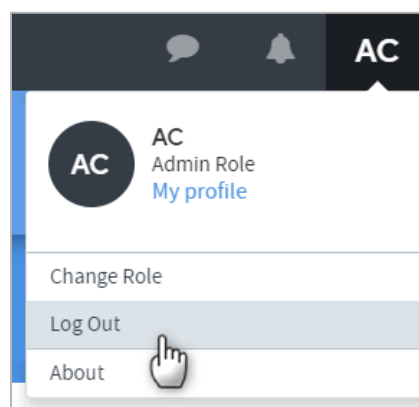 AC
AC
AC
Admin Role
My profile
Change Role
Log Out
About